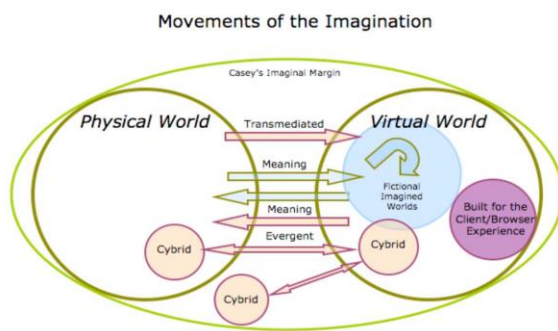 Movements of the Imagination
Casey's Imaginal Margin
Physical World
Transmediated
Virtual World
Meaning
Fictional
Imagined
Worlds
Built for the
Client/Browser
Experience
Meaning
Evergent
Cybrid
Cybrid
Cybrid